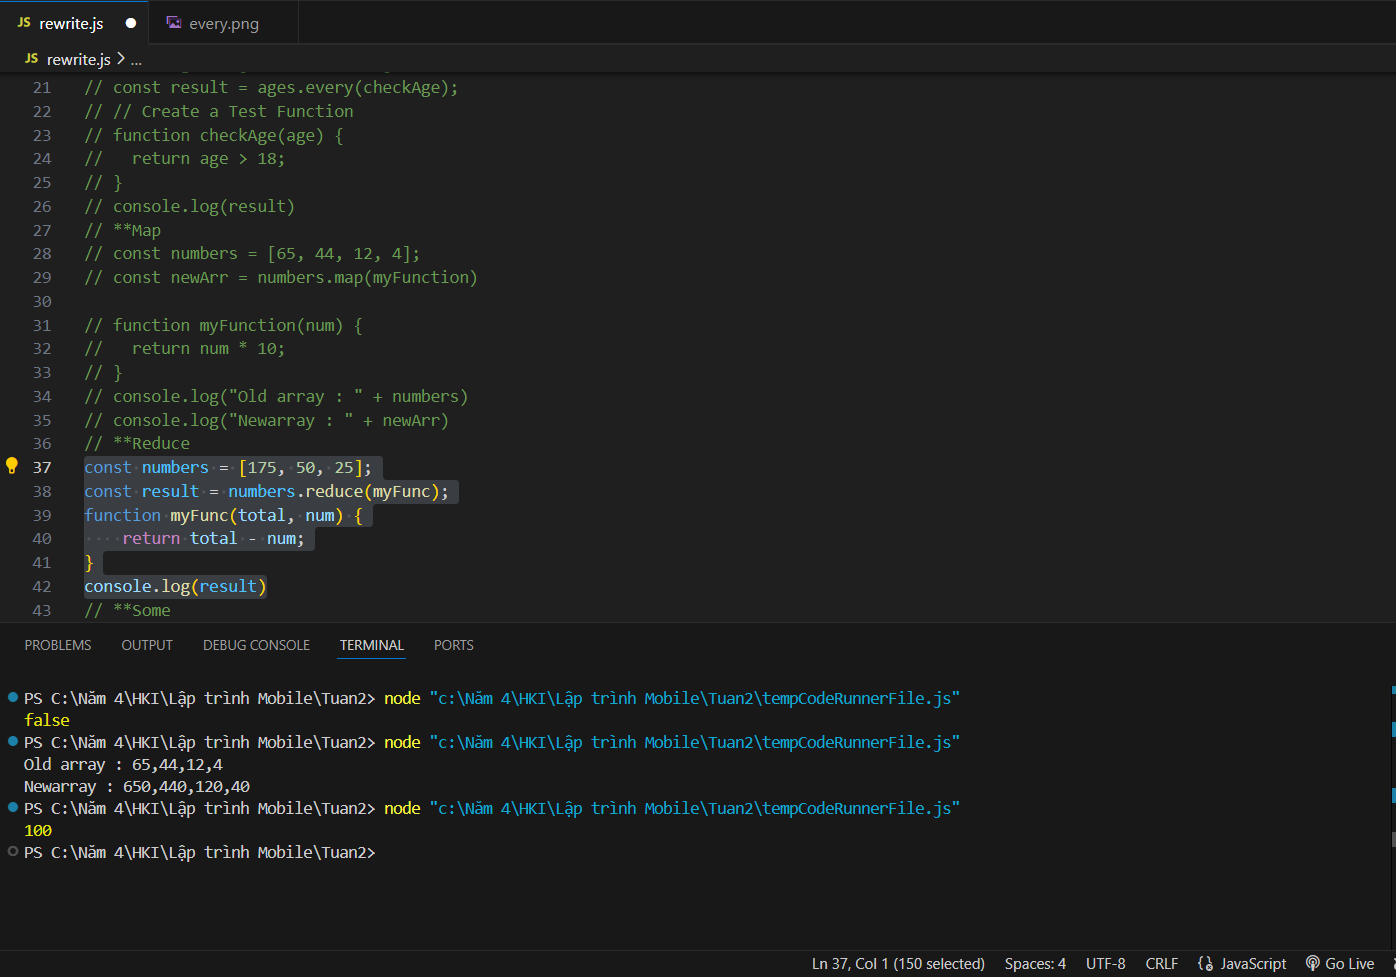 JS rewrite.js ● every.png
JS rewrite.js > ...
21 // const result = ages.every(checkAge);
22 // // Create a Test Function
23 // function checkAge(age) {
24 //   return age > 18;
25 // }
26 // console.log(result)
27 // **Map
28 // const numbers = [65, 44, 12, 4];
29 // const newArr = numbers.map(myFunction)
30
31 // function myFunction(num) {
32 //   return num * 10;
33 // }
34 // console.log("Old array : " + numbers)
35 // console.log("Newarray : " + newArr)
36 // **Reduce
37 const numbers = [175, 50, 25];
38 const result = numbers.reduce(myFunc);
39 function myFunc(total, num) {
40     return total - num;
41 }
42 console.log(result)
43 // **Some
PROBLEMS OUTPUT DEBUG CONSOLE TERMINAL PORTS
PS C:\Năm 4\HKI\Lập trình Mobile\Tuan2> node "c:\Năm 4\HKI\Lập trình Mobile\Tuan2\tempCodeRunnerFile.js"
false
PS C:\Năm 4\HKI\Lập trình Mobile\Tuan2> node "c:\Năm 4\HKI\Lập trình Mobile\Tuan2\tempCodeRunnerFile.js"
Old array : 65,44,12,4
Newarray : 650,440,120,40
PS C:\Năm 4\HKI\Lập trình Mobile\Tuan2> node "c:\Năm 4\HKI\Lập trình Mobile\Tuan2\tempCodeRunnerFile.js"
100
PS C:\Năm 4\HKI\Lập trình Mobile\Tuan2>
Ln 37, Col 1 (150 selected) Spaces: 4 UTF-8 CRLF JavaScript Go Live